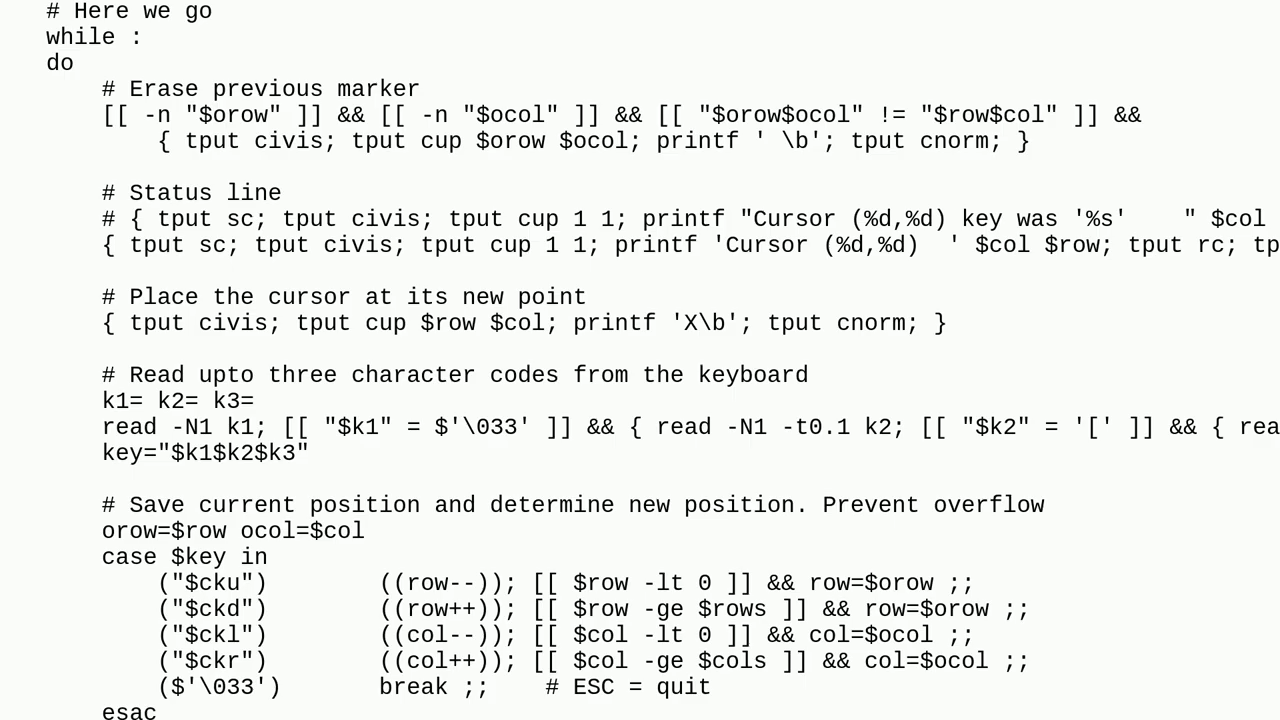 # Here we go
while :
do
    # Erase previous marker
    [[ -n "$orow" ]] && [[ -n "$ocol" ]] && [[ "$orow$ocol" != "$row$col" ]] &&
        { tput civis; tput cup $orow $ocol; printf ' \b'; tput cnorm; }

    # Status line
    # { tput sc; tput civis; tput cup 1 1; printf "Cursor (%d,%d) key was '%s'    " $col
    { tput sc; tput civis; tput cup 1 1; printf 'Cursor (%d,%d)  ' $col $row; tput rc; tp

    # Place the cursor at its new point
    { tput civis; tput cup $row $col; printf 'X\b'; tput cnorm; }

    # Read upto three character codes from the keyboard
    k1= k2= k3=
    read -N1 k1; [[ "$k1" = $'\033' ]] && { read -N1 -t0.1 k2; [[ "$k2" = '[' ]] && { rea
    key="$k1$k2$k3"

    # Save current position and determine new position. Prevent overflow
    orow=$row ocol=$col
    case $key in
        ("$cku")        ((row--)); [[ $row -lt 0 ]] && row=$orow ;;
        ("$ckd")        ((row++)); [[ $row -ge $rows ]] && row=$orow ;;
        ("$ckl")        ((col--)); [[ $col -lt 0 ]] && col=$ocol ;;
        ("$ckr")        ((col++)); [[ $col -ge $cols ]] && col=$ocol ;;
        ($'\033')       break ;;    # ESC = quit
    esac